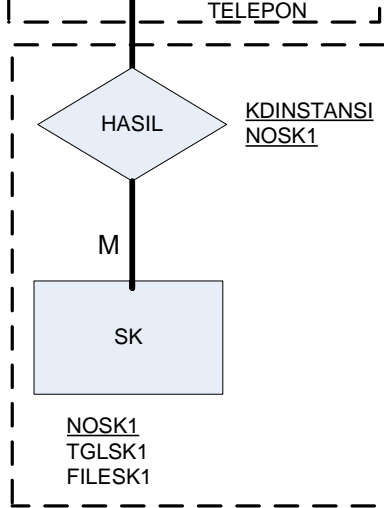 TELEPON
HASIL
KDINSTANSI
NOSK1
M
SK
NOSK1
TGLSK1
FILESK1